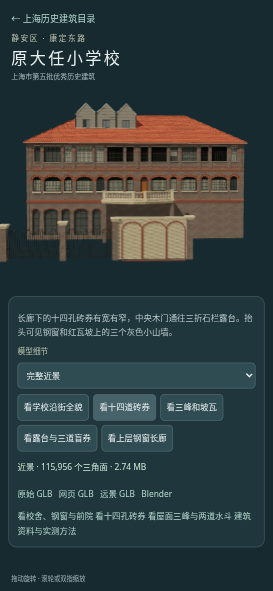 ← 上海历史建筑目录
静安区 · 康定东路
原大任小学校
上海市第五批优秀历史建筑
长廊下的十四孔砖券有宽有窄，中央木门通往三折石栏露台。抬
头可见钢窗和红瓦坡上的三个灰色小山墙。
模型细节
完整近景
看学校沿街全貌
看十四道砖券
看三峰和坡瓦
看露台与三道盲券
看上层钢窗长廊
近景 · 115,956 个三角面 · 2.74 MB
原始 GLB 网页 GLB 远景 GLB Blender
看校舍、钢窗与前院 看十四孔砖券 看屋面三峰与两道水斗 建筑
资料与实测方法
拖动旋转 · 滚轮或双指缩放